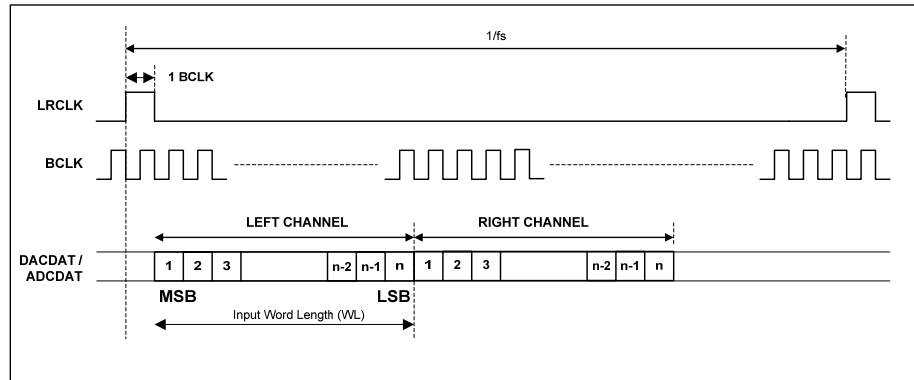 1/fs
1 BCLK
LRCLK
BCLK
LEFT CHANNEL
RIGHT CHANNEL
DACDAT /
ADCDAT
1 2 3 n-2 n-1 n 1 2 3 n-2 n-1 n
MSB LSB
Input Word Length (WL)